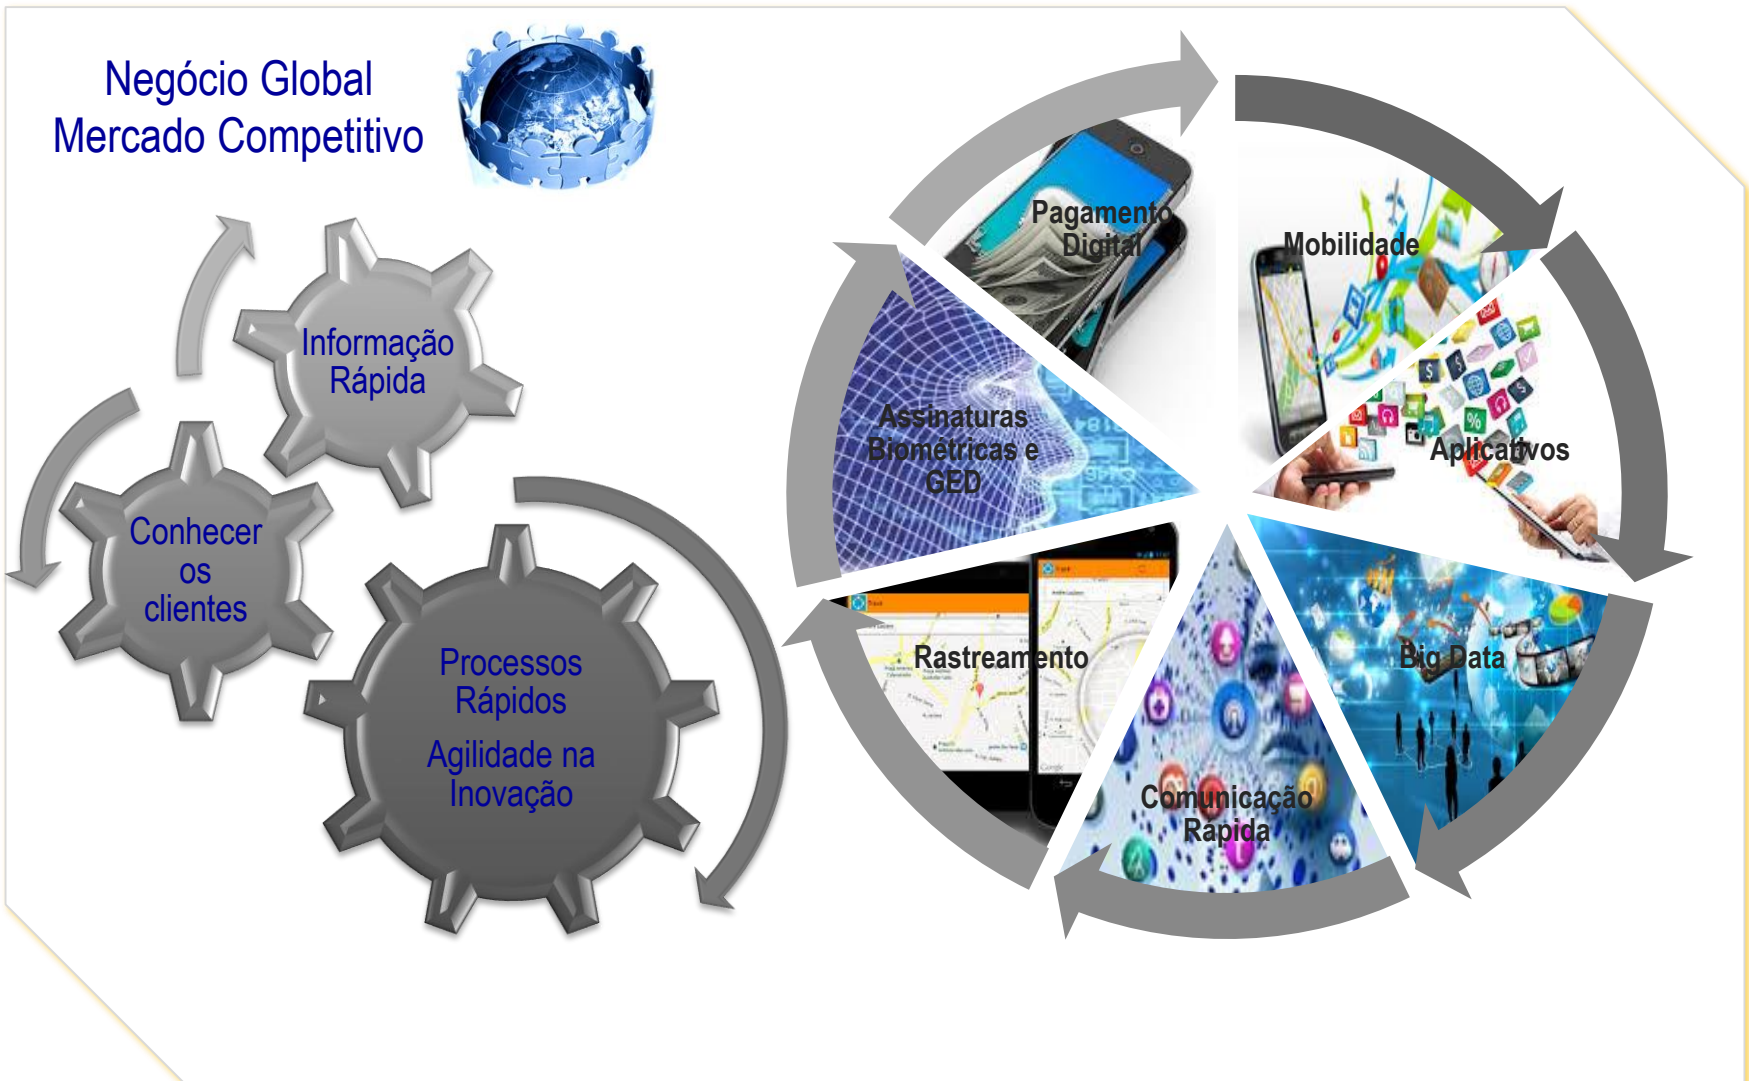 Negócio Global
Mercado Competitivo
Informação
Rápida
Conhecer
os
clientes
Processos
Rápidos
Agilidade na
Inovação
Pagamento
Digital
Mobilidade
Assinaturas
Biométricas e
GED
Aplicativos
Rastreamento
Big Data
Comunicação
Rápida